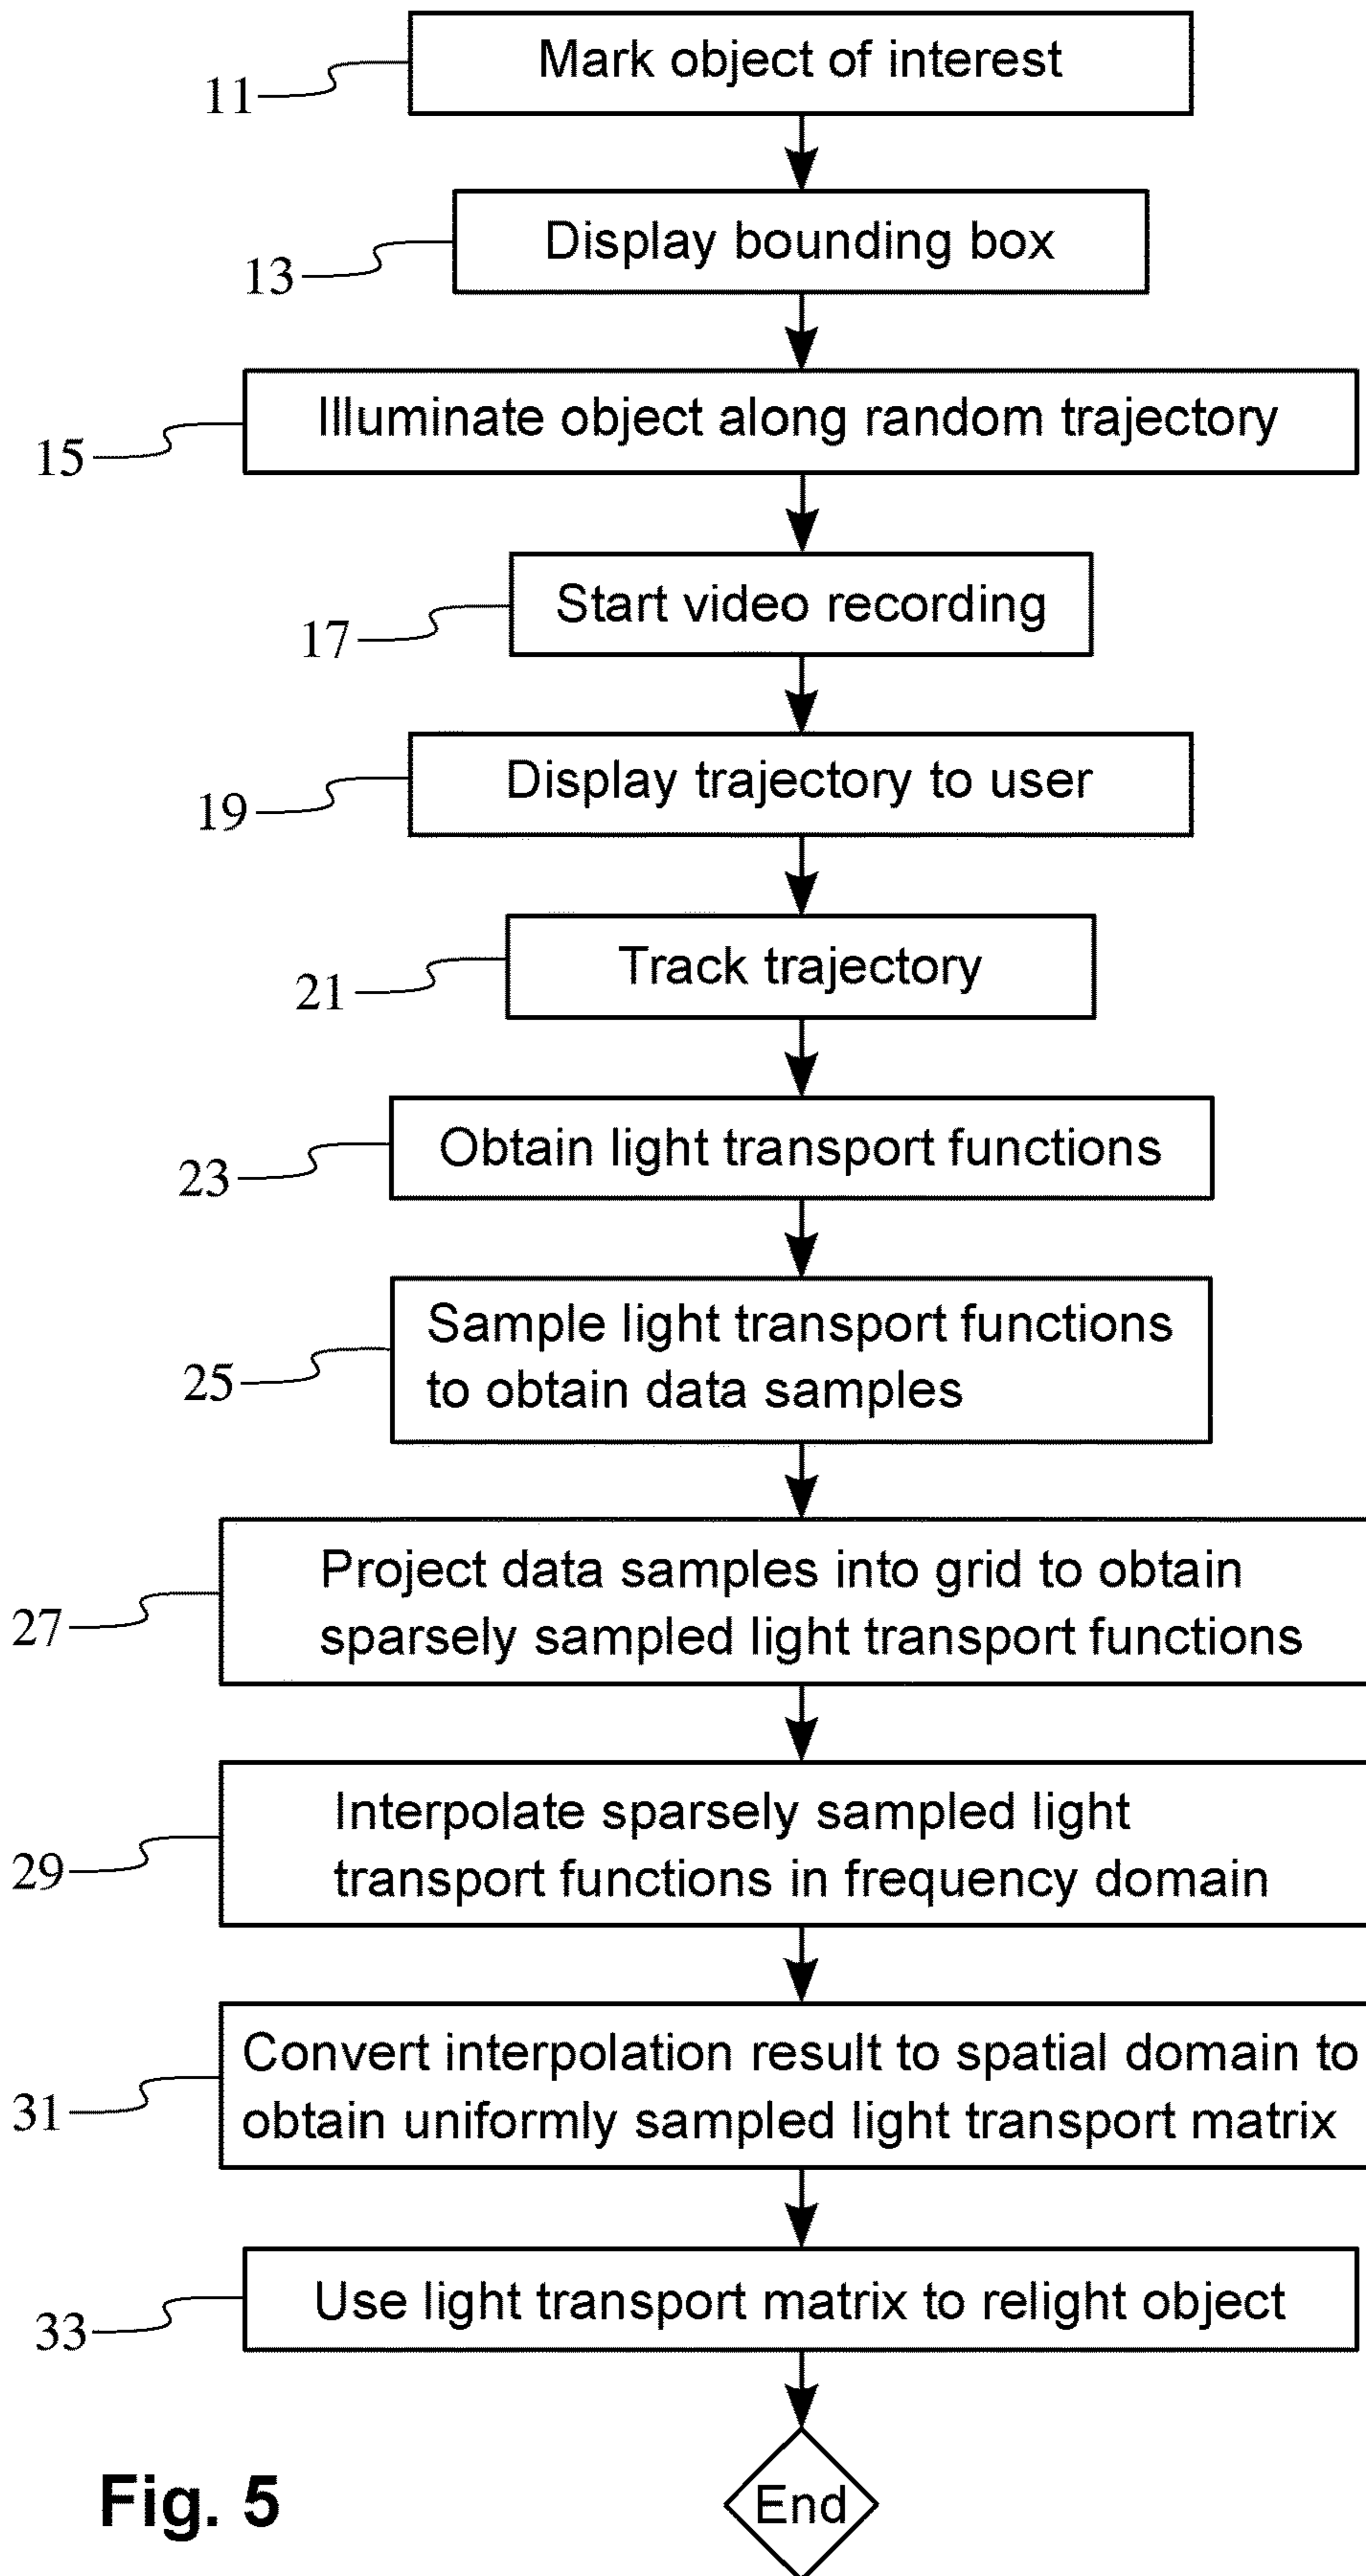 Mark object of interest
11
Display bounding box
13
Illuminate object along random trajectory
15
Start video recording
17
Display trajectory to user
19
Track trajectory
21
Obtain light transport functions
23
Sample light transport functions
to obtain data samples
25
Project data samples into grid to obtain
sparsely sampled light transport functions
27
Interpolate sparsely sampled light
transport functions in frequency domain
29
Convert interpolation result to spatial domain to
obtain uniformly sampled light transport matrix
31
Use light transport matrix to relight object
33
End
Fig. 5